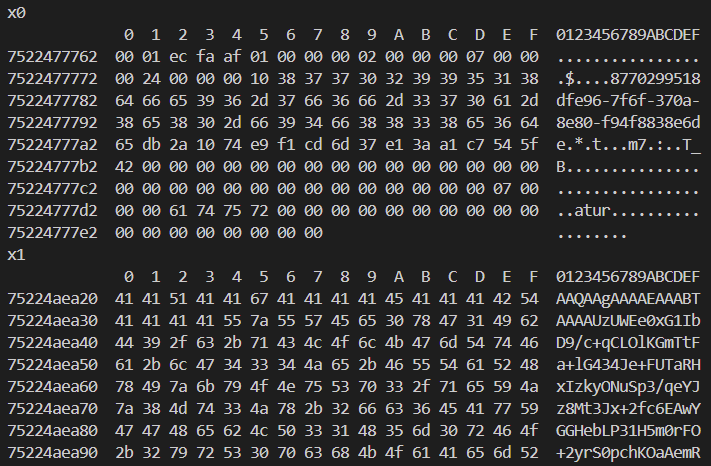 x0
0 1 2 3 4 5 6 7 8 9 A B C D E F 0123456789ABCDEF
7522477762 00 01 ec fa af 01 00 00 00 02 00 00 00 07 00 00 ................
7522477772 00 24 00 00 00 10 38 37 37 30 32 39 39 35 31 38 .$....8770299518
7522477782 64 66 65 39 36 2d 37 66 36 66 2d 33 37 30 61 2d dfe96-7f6f-370a-
7522477792 38 65 38 30 2d 66 39 34 66 38 38 33 38 65 36 64 8e80-f94f8838e6d
75224777a2 65 db 2a 10 74 e9 f1 cd 6d 37 e1 3a a1 c7 54 5f e.*.t...m7.:..T_
75224777b2 42 00 00 00 00 00 00 00 00 00 00 00 00 00 00 00 B...............
75224777c2 00 00 00 00 00 00 00 00 00 00 00 00 00 00 07 00 ................
75224777d2 00 00 61 74 75 72 00 00 00 00 00 00 00 00 00 00 ..atur..........
75224777e2 00 00 00 00 00 00 00 00 ........
x1
0 1 2 3 4 5 6 7 8 9 A B C D E F 0123456789ABCDEF
75224aea20 41 41 51 41 41 67 41 41 41 41 45 41 41 41 42 54 AAQAAgAAAAEAAABT
75224aea30 41 41 41 41 55 7a 55 57 45 65 30 78 47 31 49 62 AAAAUzUWEe0xG1Ib
75224aea40 44 39 2f 63 2b 71 43 4c 4f 6c 4b 47 6d 54 74 46 D9/c+qCLOlKGmTtF
75224aea50 61 2b 6c 47 34 33 34 4a 65 2b 46 55 54 61 52 48 a+lG434Je+FUTaRH
75224aea60 78 49 7a 6b 79 4f 4e 75 53 70 33 2f 71 65 59 4a xIzkyONuSp3/qeYJ
75224aea70 7a 38 4d 74 33 4a 78 2b 32 66 63 36 45 41 77 59 z8Mt3Jx+2fc6EAwY
75224aea80 47 47 48 65 62 4c 50 33 31 48 35 6d 30 72 46 4f GGHebLP31H5m0rFO
75224aea90 2b 32 79 72 53 30 70 63 68 4b 4f 61 41 65 6d 52 +2yrS0pchKOaAemR